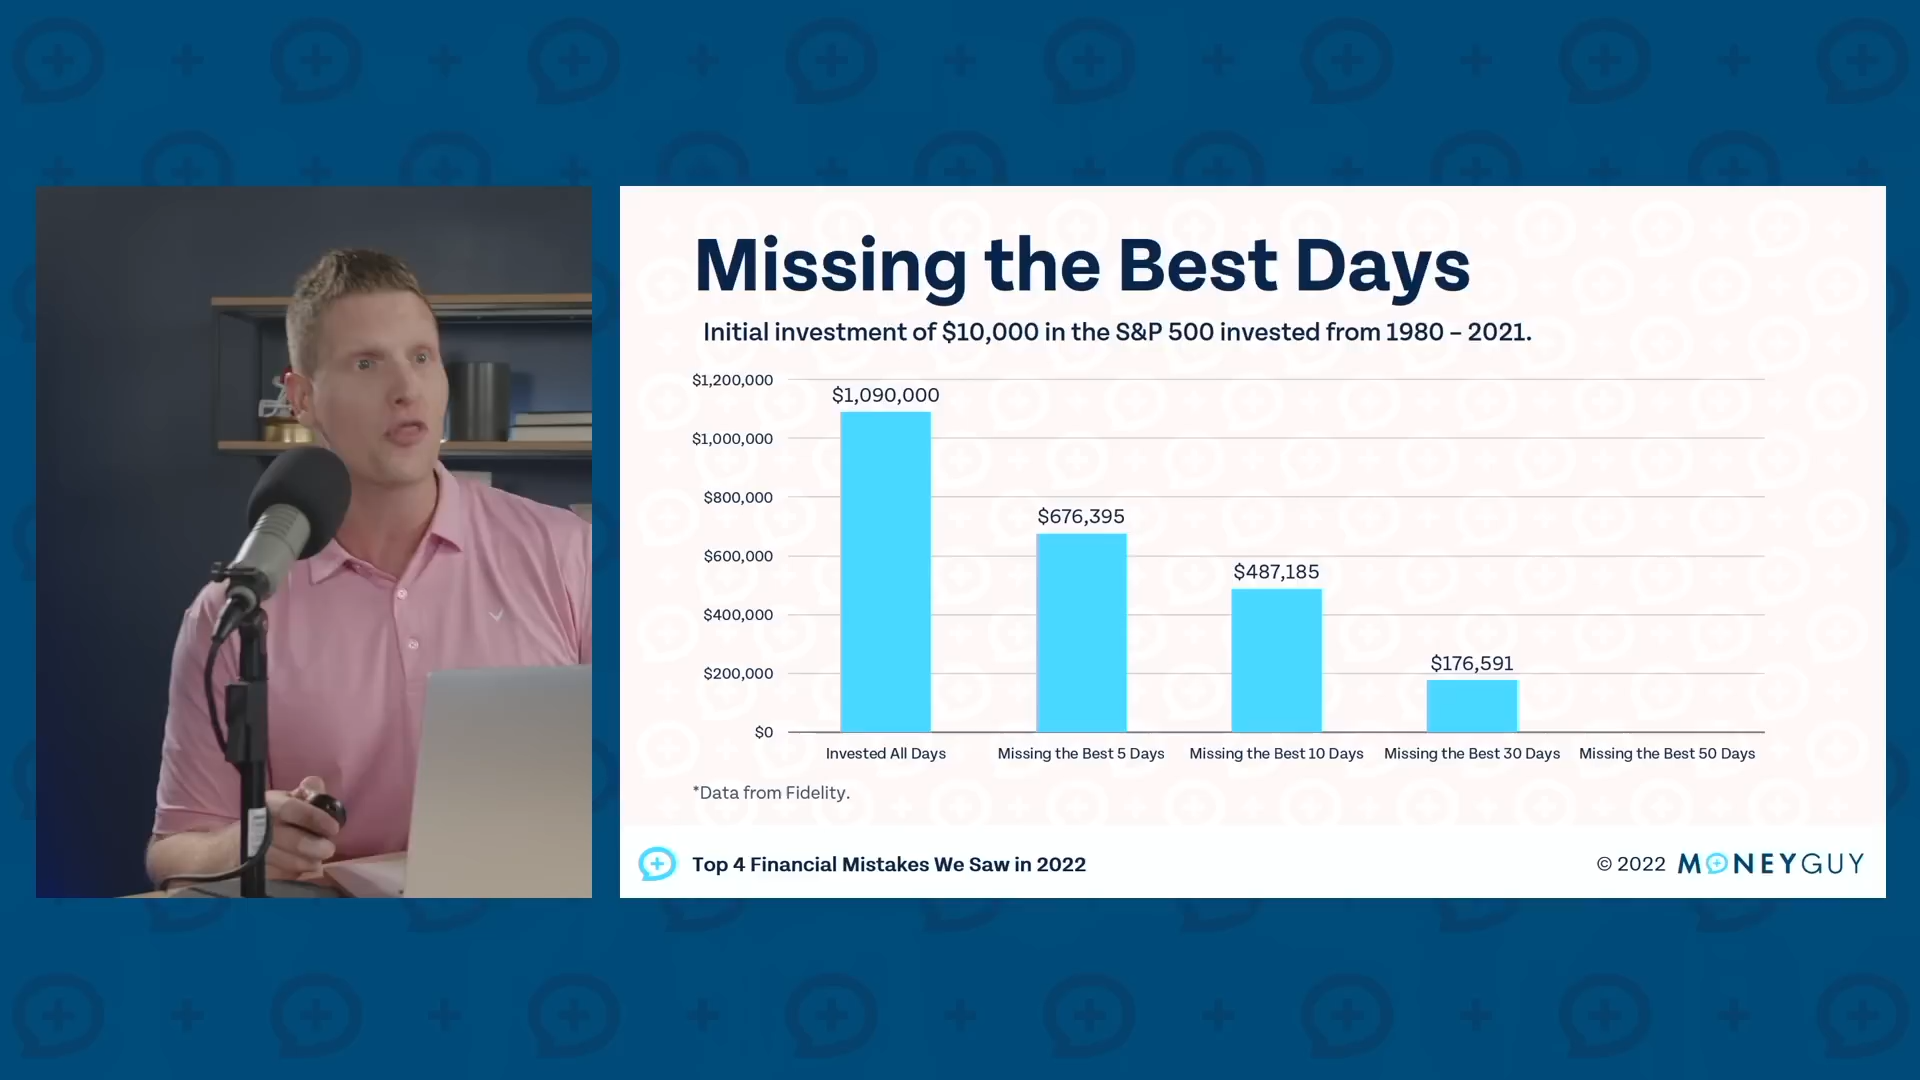 Missing the Best Days
Initial investment of $10,000 in the S&P 500 invested from 1980 – 2021.
$1,200,000
$1,000,000
$800,000
$600,000
$400,000
$200,000
$0
$1,090,000
$676,395
$487,185
$176,591
Invested All Days
Missing the Best 5 Days
Missing the Best 10 Days
Missing the Best 30 Days
Missing the Best 50 Days
*Data from Fidelity.
Top 4 Financial Mistakes We Saw in 2022
© 2022 MONEYGUY